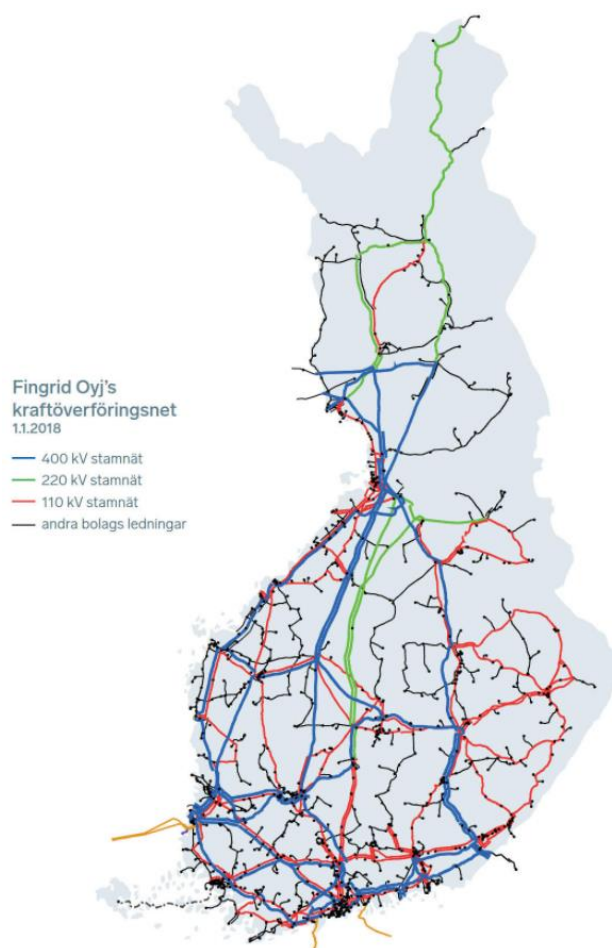 Fingrid Oyj's
kraftöverföringsnet
1.1.2018
400 kV stamnät
220 kV stamnät
110 kV stamnät
andra bolags ledningar